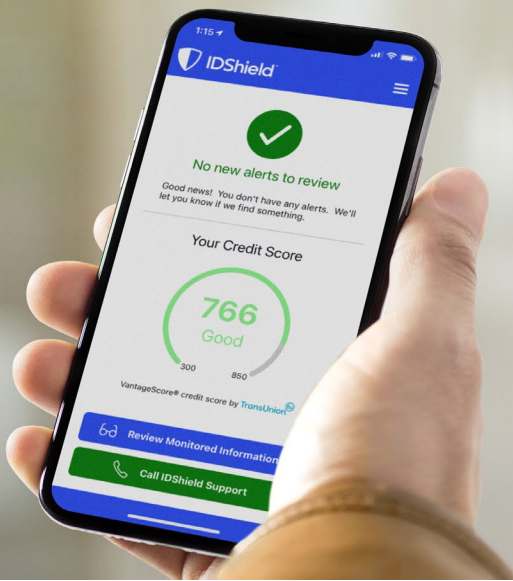 1:15
IDShield
No new alerts to review
Good news! You don't have any alerts. We'll
let you know if we find something.
Your Credit Score
766
Good
300 850
VantageScore® credit score by TransUnion
Review Monitored Information
Call IDShield Support